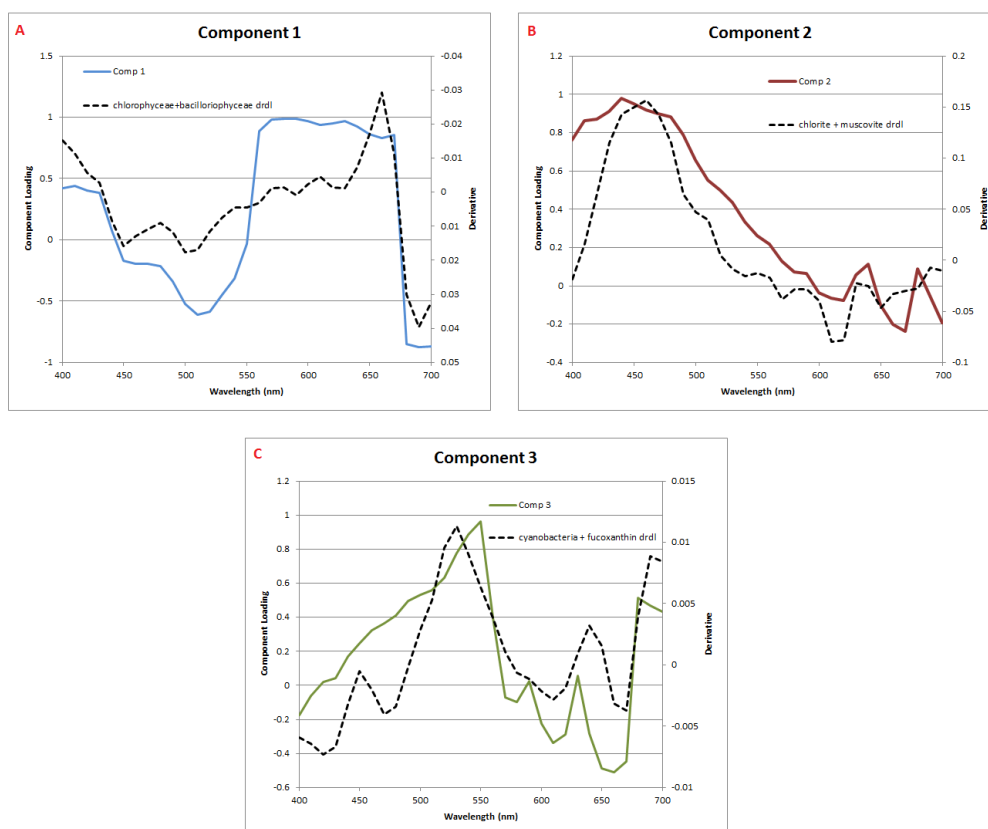 A
Component 1
1.5
1
0.5
0
-0.5
-1
Component Loading
Comp 1
chlorophyceae+bacilloriophyceae drdl
-0.04
-0.03
-0.02
-0.01
0
0.01
0.02
0.03
0.04
0.05
Derivative
400 450 500 550 600 650 700
Wavelength (nm)
B
Component 2
1.2
1
0.8
0.6
0.4
0.2
0
-0.2
-0.4
Component Loading
Comp 2
chlorite + muscovite drdl
0.2
0.15
0.1
0.05
0
-0.05
-0.1
Derivative
400 450 500 550 600 650 700
Wavelength (nm)
C
Component 3
1.2
1
0.8
0.6
0.4
0.2
0
-0.2
-0.4
-0.6
Component Loading
Comp 3
cyanobacteria + fucoxanthin drdl
0.015
0.01
0.005
0
-0.005
-0.01
Derivative
400 450 500 550 600 650 700
Wavelength (nm)